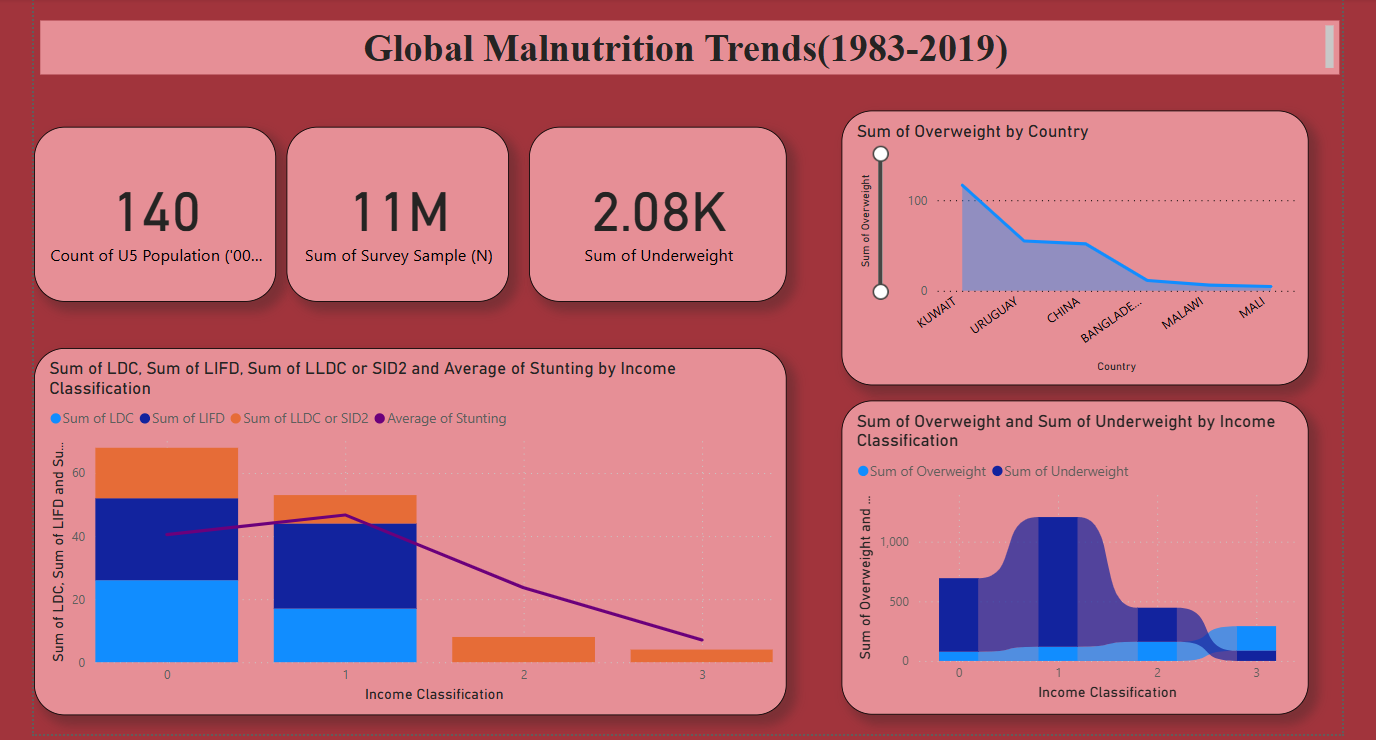 Global Malnutrition Trends(1983-2019)
140
Count of U5 Population ('00...
11M
Sum of Survey Sample (N)
2.08K
Sum of Underweight
Sum of Overweight by Country
Sum of Overweight
100
0
KUWAIT
URUGUAY
CHINA
BANGLADE...
MALAWI
MALI
Country
Sum of LDC, Sum of LIFD, Sum of LLDC or SID2 and Average of Stunting by Income
Classification
Sum of LDC Sum of LIFD Sum of LLDC or SID2 Average of Stunting
Sum of LDC, Sum of LIFD and Su...
60
40
20
0
0 1 2 3
Income Classification
Sum of Overweight and Sum of Underweight by Income
Classification
Sum of Overweight Sum of Underweight
Sum of Overweight and ...
1,000
500
0
0 1 2 3
Income Classification